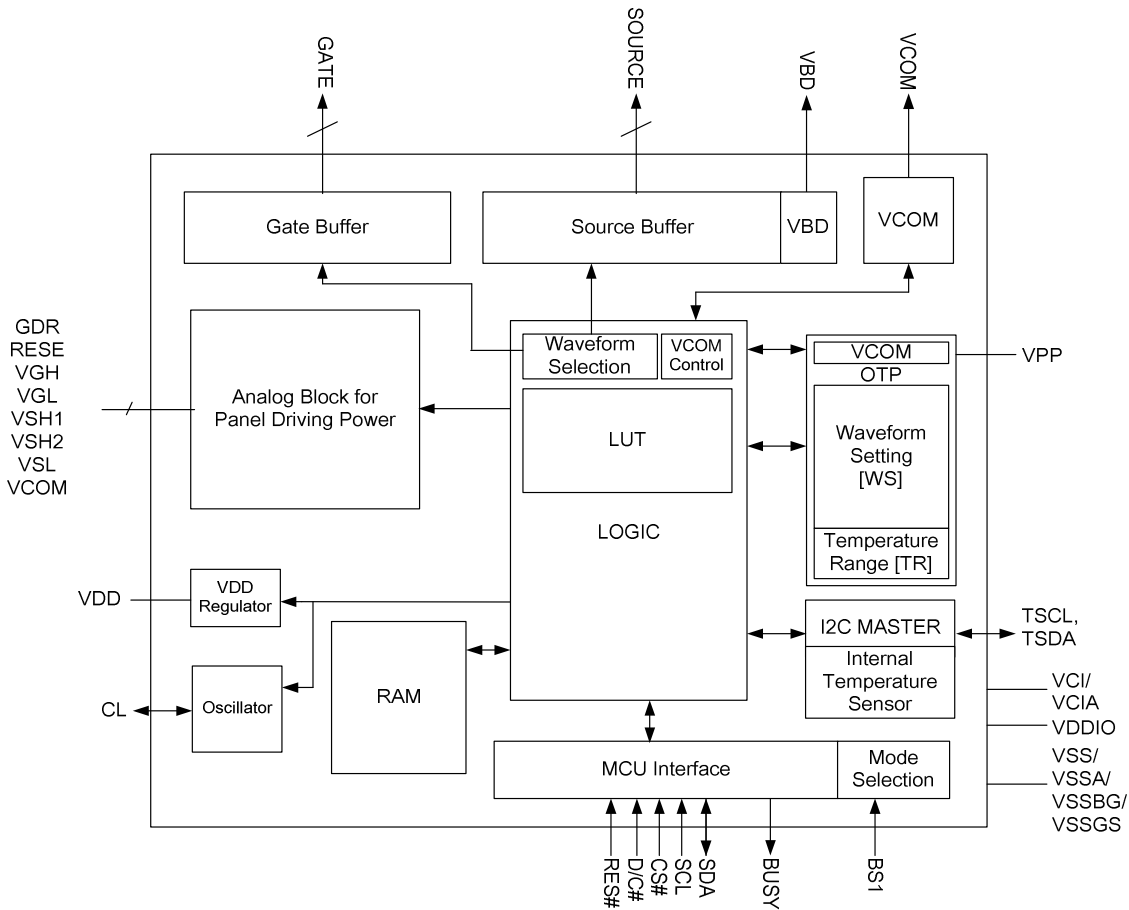 GATE
SOURCE
VBD
VCOM
Gate Buffer
Source Buffer
VBD
VCOM
GDR
RESE
VGH
VGL
VSH1
VSH2
VSL
VCOM
Analog Block for
Panel Driving Power
Waveform
Selection
VCOM
Control
LUT
LOGIC
VCOM
OTP
Waveform
Setting
[WS]
Temperature
Range [TR]
VPP
VDD
VDD
Regulator
CL
Oscillator
RAM
I2C MASTER
Internal
Temperature
Sensor
TSCL,
TSDA
VCI/
VCIA
VDDIO
VSS/
VSSA/
VSSBG/
VSSGS
MCU Interface
Mode
Selection
RES#
D/C#
CS#
SCL
SDA
BUSY
BS1